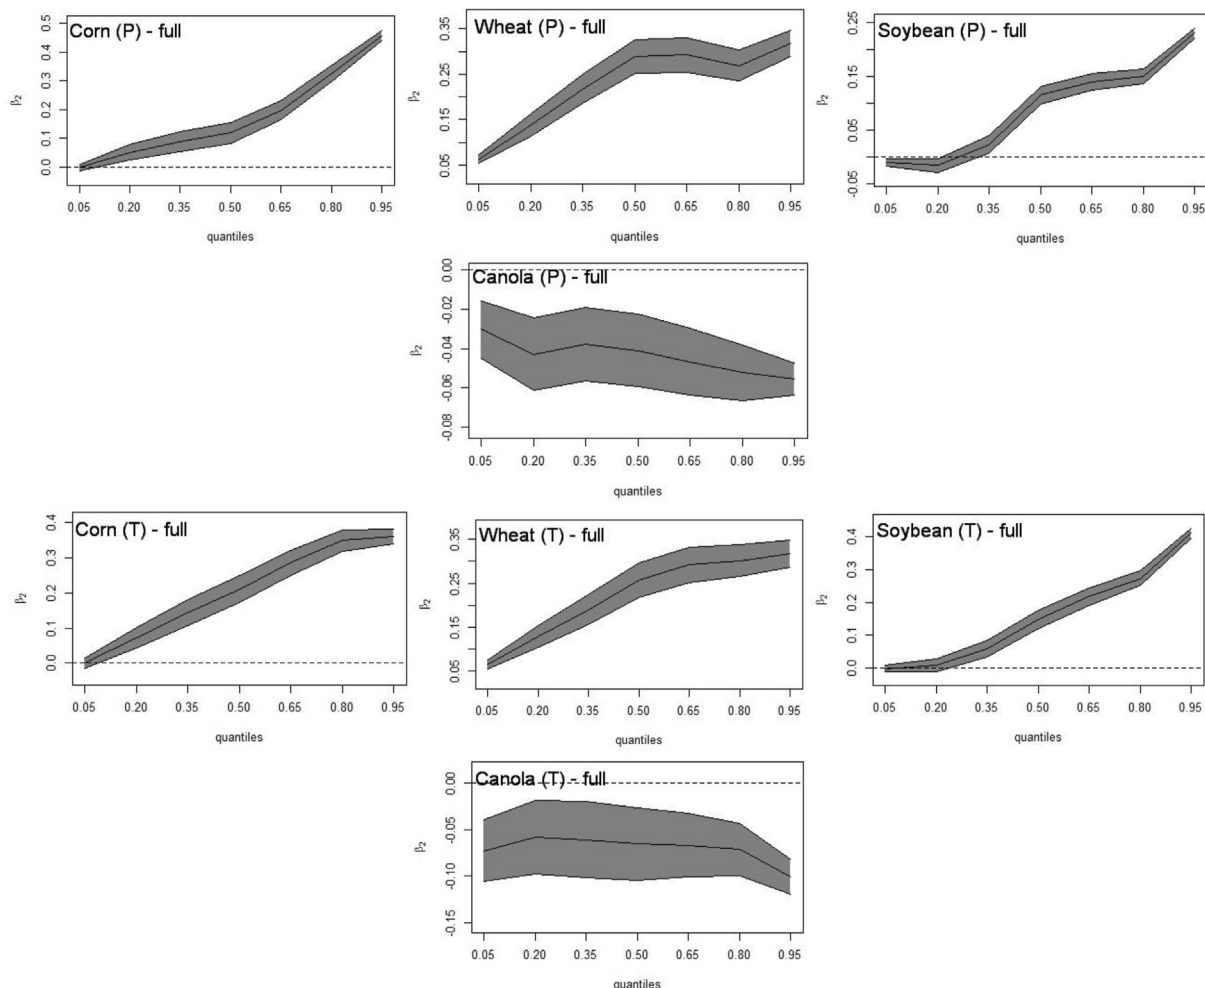 Corn (P) - full
β2
0.0 0.1 0.2 0.3 0.4 0.5
0.05 0.20 0.35 0.50 0.65 0.80 0.95
quantiles
Wheat (P) - full
β2
0.05 0.15 0.25 0.35
0.05 0.20 0.35 0.50 0.65 0.80 0.95
quantiles
Soybean (P) - full
β2
-0.05 0.05 0.15 0.25
0.05 0.20 0.35 0.50 0.65 0.80 0.95
quantiles
Canola (P) - full
β2
-0.08 -0.06 -0.04 -0.02 0.00
0.05 0.20 0.35 0.50 0.65 0.80 0.95
quantiles
Corn (T) - full
β2
0.0 0.1 0.2 0.3 0.4
0.05 0.20 0.35 0.50 0.65 0.80 0.95
quantiles
Wheat (T) - full
β2
0.05 0.15 0.25 0.35
0.05 0.20 0.35 0.50 0.65 0.80 0.95
quantiles
Soybean (T) - full
β2
0.0 0.1 0.2 0.3 0.4
0.05 0.20 0.35 0.50 0.65 0.80 0.95
quantiles
Canola (T) - full
β2
-0.15 -0.10 -0.05 0.00
0.05 0.20 0.35 0.50 0.65 0.80 0.95
quantiles